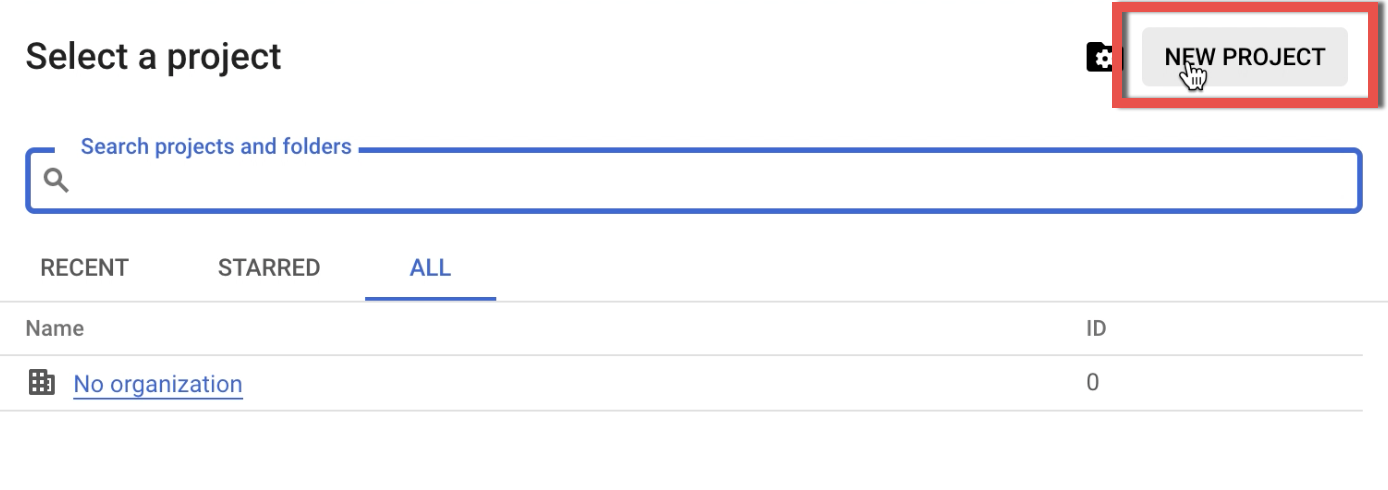 Select a project
NEW PROJECT
Search projects and folders
RECENT STARRED ALL
Name ID
No organization 0